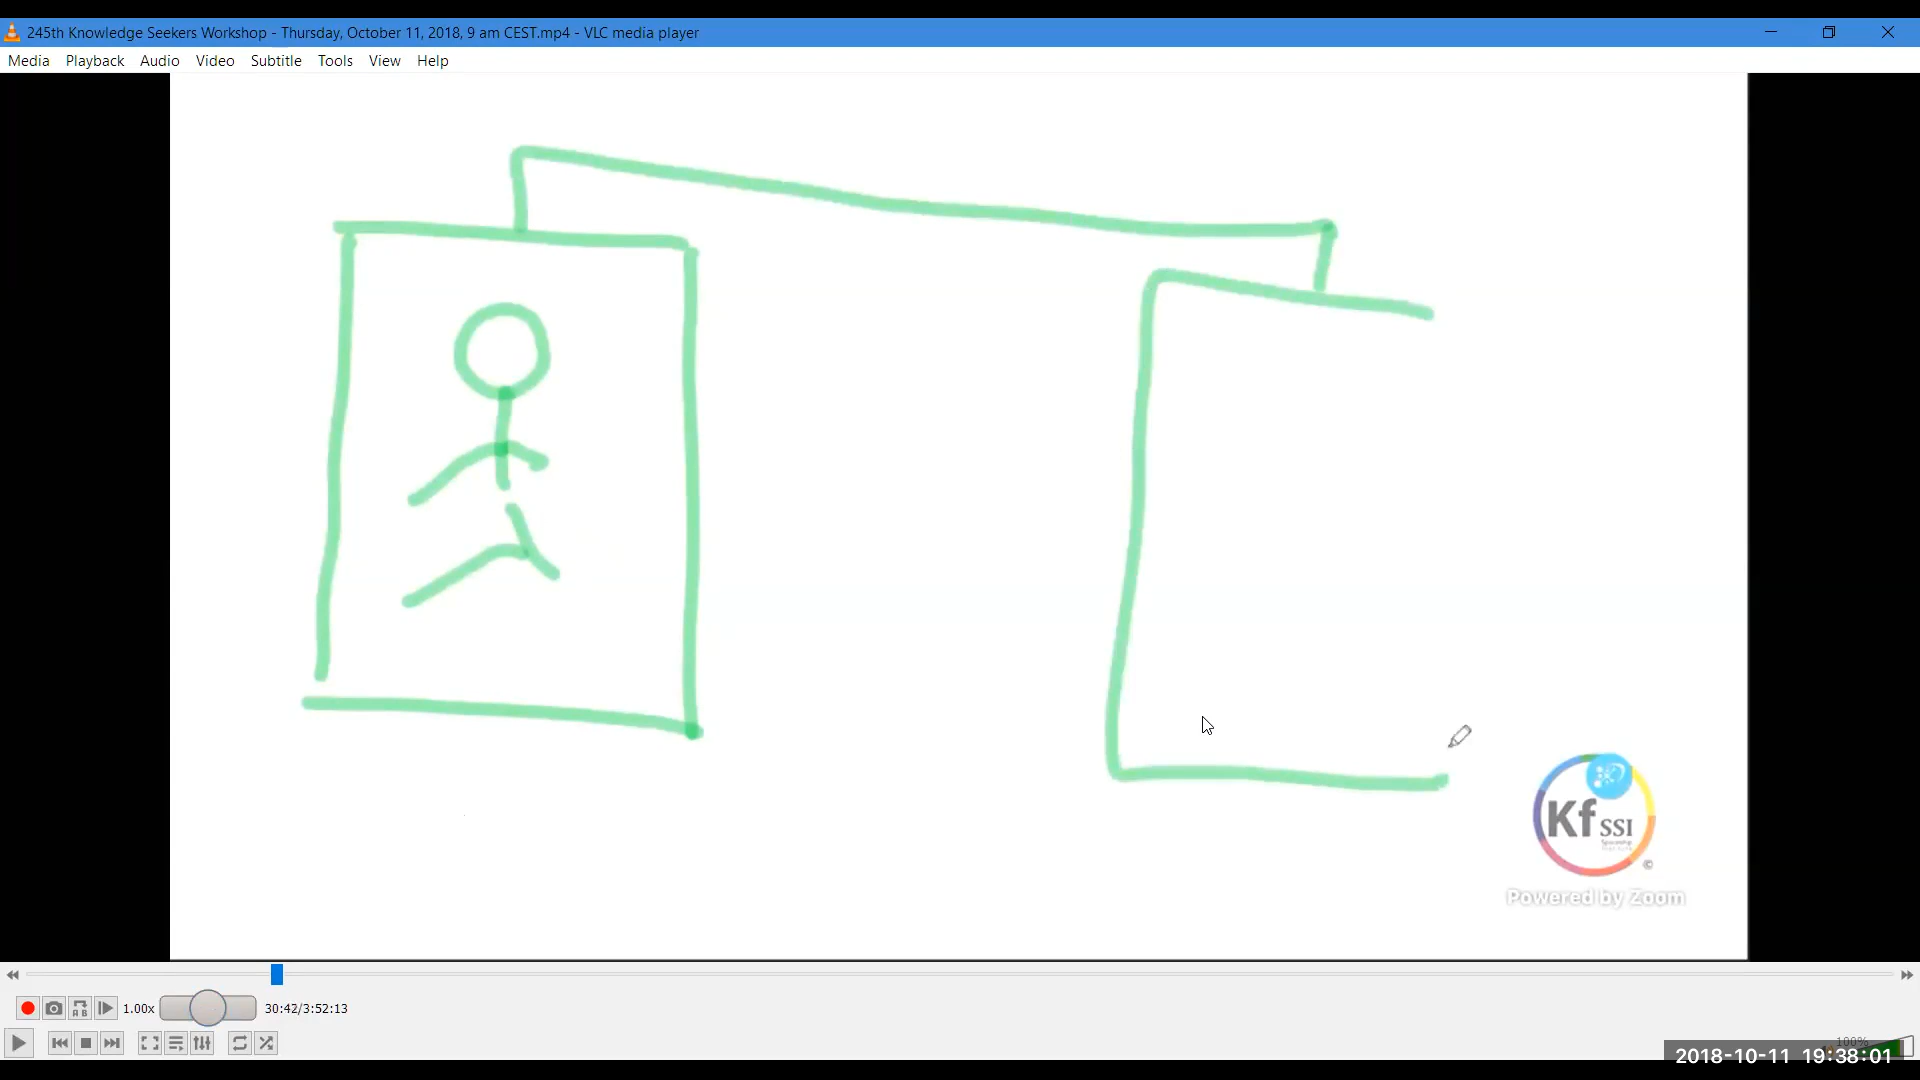 245th Knowledge Seekers Workshop - Thursday, October 11, 2018, 9 am CEST.mp4 - VLC media player
Media Playback Audio Video Subtitle Tools View Help
Kf SSI
©
Powered by Zoom
1.00x 30:42/3:52:13
100%
2018-10-11 19:38:01